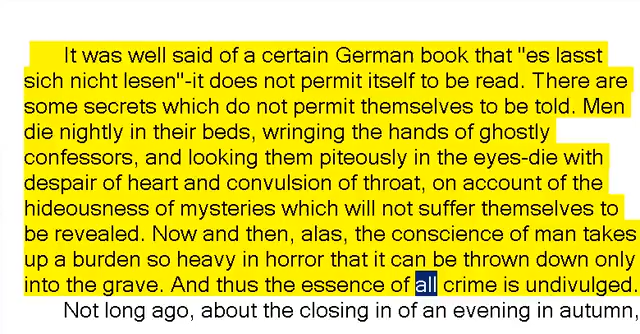 It was well said of a certain German book that "es lasst
sich nicht lesen"-it does not permit itself to be read. There are
some secrets which do not permit themselves to be told. Men
die nightly in their beds, wringing the hands of ghostly
confessors, and looking them piteously in the eyes-die with
despair of heart and convulsion of throat, on account of the
hideousness of mysteries which will not suffer themselves to
be revealed. Now and then, alas, the conscience of man takes
up a burden so heavy in horror that it can be thrown down only
into the grave. And thus the essence of all crime is undivulged.
Not long ago, about the closing in of an evening in autumn,